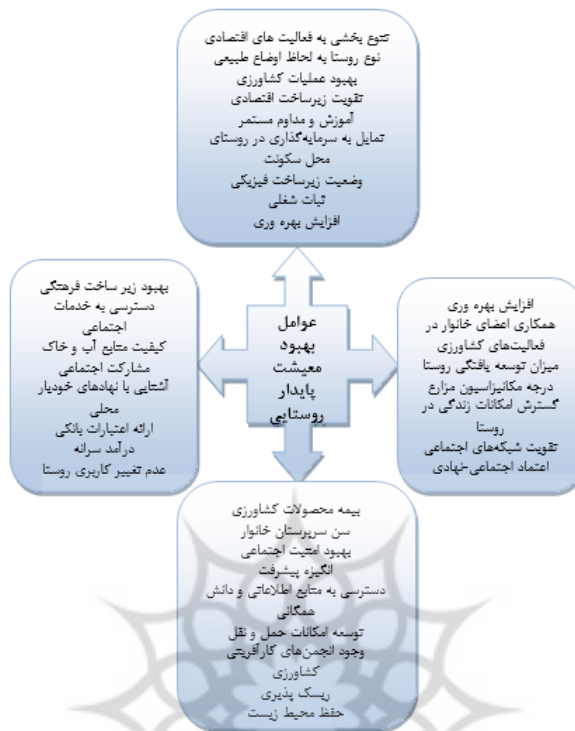 تنوع بخشی به فعالیت های اقتصادی
نوع روستا به لحاظ اوضاع طبیعی
بهبود عملیات کشاورزی
تقویت زیرساخت اقتصادی
آموزش و مداوم مستمر
تمایل به سرمایه‌گذاری در روستای
محل سکونت
وضعیت زیرساخت فیزیکی
ثبات شغلی
افزایش بهره وری
افزایش بهره وری
همکاری اعضای خانوار در
فعالیت‌های کشاورزی
میزان توسعه یافتگی روستا
درجه مکانیزاسیون مزارع
گسترش امکانات زندگی در
روستا
تقویت شبکه‌های اجتماعی
اعتماد اجتماعی-نهادی
عوامل
بهبود
معیشت
پایدار
روستایی
بهبود زیر ساخت فرهنگی
دسترسی به خدمات
اجتماعی
کیفیت منابع آب و خاک
مشارکت اجتماعی
آشنایی با نهادهای خودیار
محلی
ارائه اعتبارات بانکی
درآمد سرانه
عدم تغییر کاربری روستا
بیمه محصولات کشاورزی
سن سرپرستان خانوار
بهبود امنیت اجتماعی
انگیزه پیشرفت
دسترسی به منابع اطلاعاتی و دانش
همگانی
توسعه امکانات حمل و نقل
وجود انجمن‌های کارآفرینی
کشاورزی
ریسک پذیری
حفظ محیط زیست